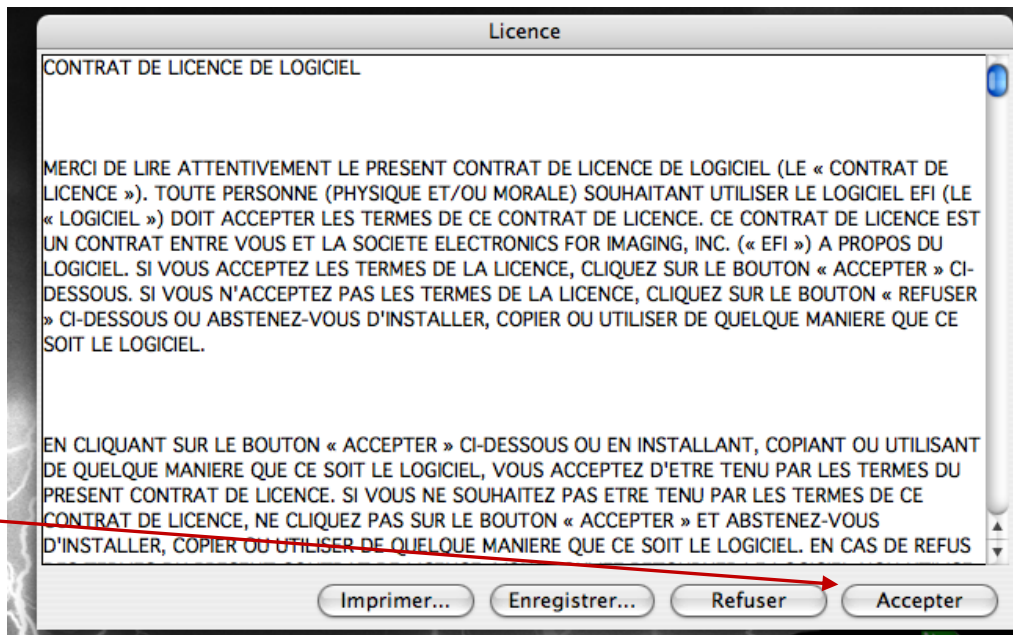 Licence
CONTRAT DE LICENCE DE LOGICIEL
MERCI DE LIRE ATTENTIVEMENT LE PRESENT CONTRAT DE LICENCE DE LOGICIEL (LE « CONTRAT DE
LICENCE »). TOUTE PERSONNE (PHYSIQUE ET/OU MORALE) SOUHAITANT UTILISER LE LOGICIEL EFI (LE
« LOGICIEL ») DOIT ACCEPTER LES TERMES DE CE CONTRAT DE LICENCE. CE CONTRAT DE LICENCE EST
UN CONTRAT ENTRE VOUS ET LA SOCIETE ELECTRONICS FOR IMAGING, INC. (« EFI ») A PROPOS DU
LOGICIEL. SI VOUS ACCEPTEZ LES TERMES DE LA LICENCE, CLIQUEZ SUR LE BOUTON « ACCEPTER » CI-
DESSOUS. SI VOUS N'ACCEPTEZ PAS LES TERMES DE LA LICENCE, CLIQUEZ SUR LE BOUTON « REFUSER
» CI-DESSOUS OU ABSTENEZ-VOUS D'INSTALLER, COPIER OU UTILISER DE QUELQUE MANIERE QUE CE
SOIT LE LOGICIEL.
EN CLIQUANT SUR LE BOUTON « ACCEPTER » CI-DESSOUS OU EN INSTALLANT, COPIANT OU UTILISANT
DE QUELQUE MANIERE QUE CE SOIT LE LOGICIEL, VOUS ACCEPTEZ D'ETRE TENU PAR LES TERMES DU
PRESENT CONTRAT DE LICENCE. SI VOUS NE SOUHAITEZ PAS ETRE TENU PAR LES TERMES DE CE
CONTRAT DE LICENCE, NE CLIQUEZ PAS SUR LE BOUTON « ACCEPTER » ET ABSTENEZ-VOUS
D'INSTALLER, COPIER OU UTILISER DE QUELQUE MANIERE QUE CE SOIT LE LOGICIEL. EN CAS DE REFUS
Imprimer... Enregistrer... Refuser Accepter